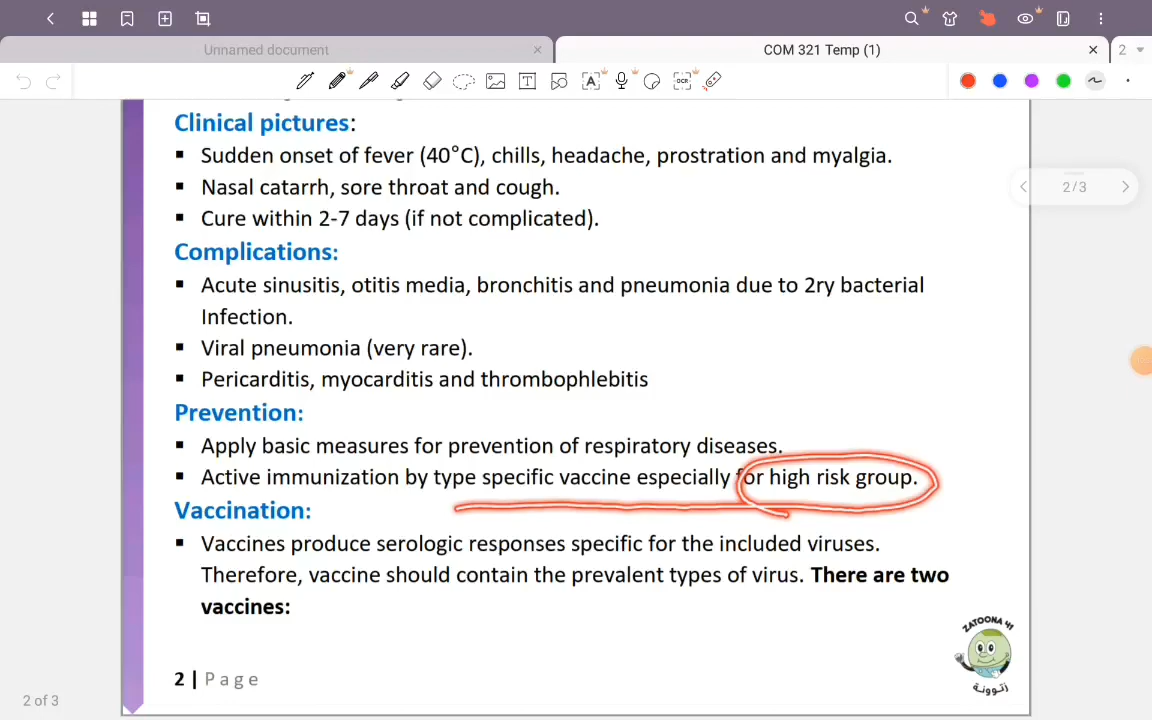 Unnamed document
COM 321 Temp (1)
2
A
OCR
Clinical pictures:
▪ Sudden onset of fever (40°C), chills, headache, prostration and myalgia.
2/3
▪ Nasal catarrh, sore throat and cough.
▪ Cure within 2-7 days (if not complicated).
Complications:
▪ Acute sinusitis, otitis media, bronchitis and pneumonia due to 2ry bacterial
Infection.
▪ Viral pneumonia (very rare).
▪ Pericarditis, myocarditis and thrombophlebitis
Prevention:
▪ Apply basic measures for prevention of respiratory diseases.
▪ Active immunization by type specific vaccine especially for high risk group.
Vaccination:
▪ Vaccines produce serologic responses specific for the included viruses.
Therefore, vaccine should contain the prevalent types of virus. There are two
vaccines:
ZATOONA 41
زتوونة
2 | Page
2 of 3